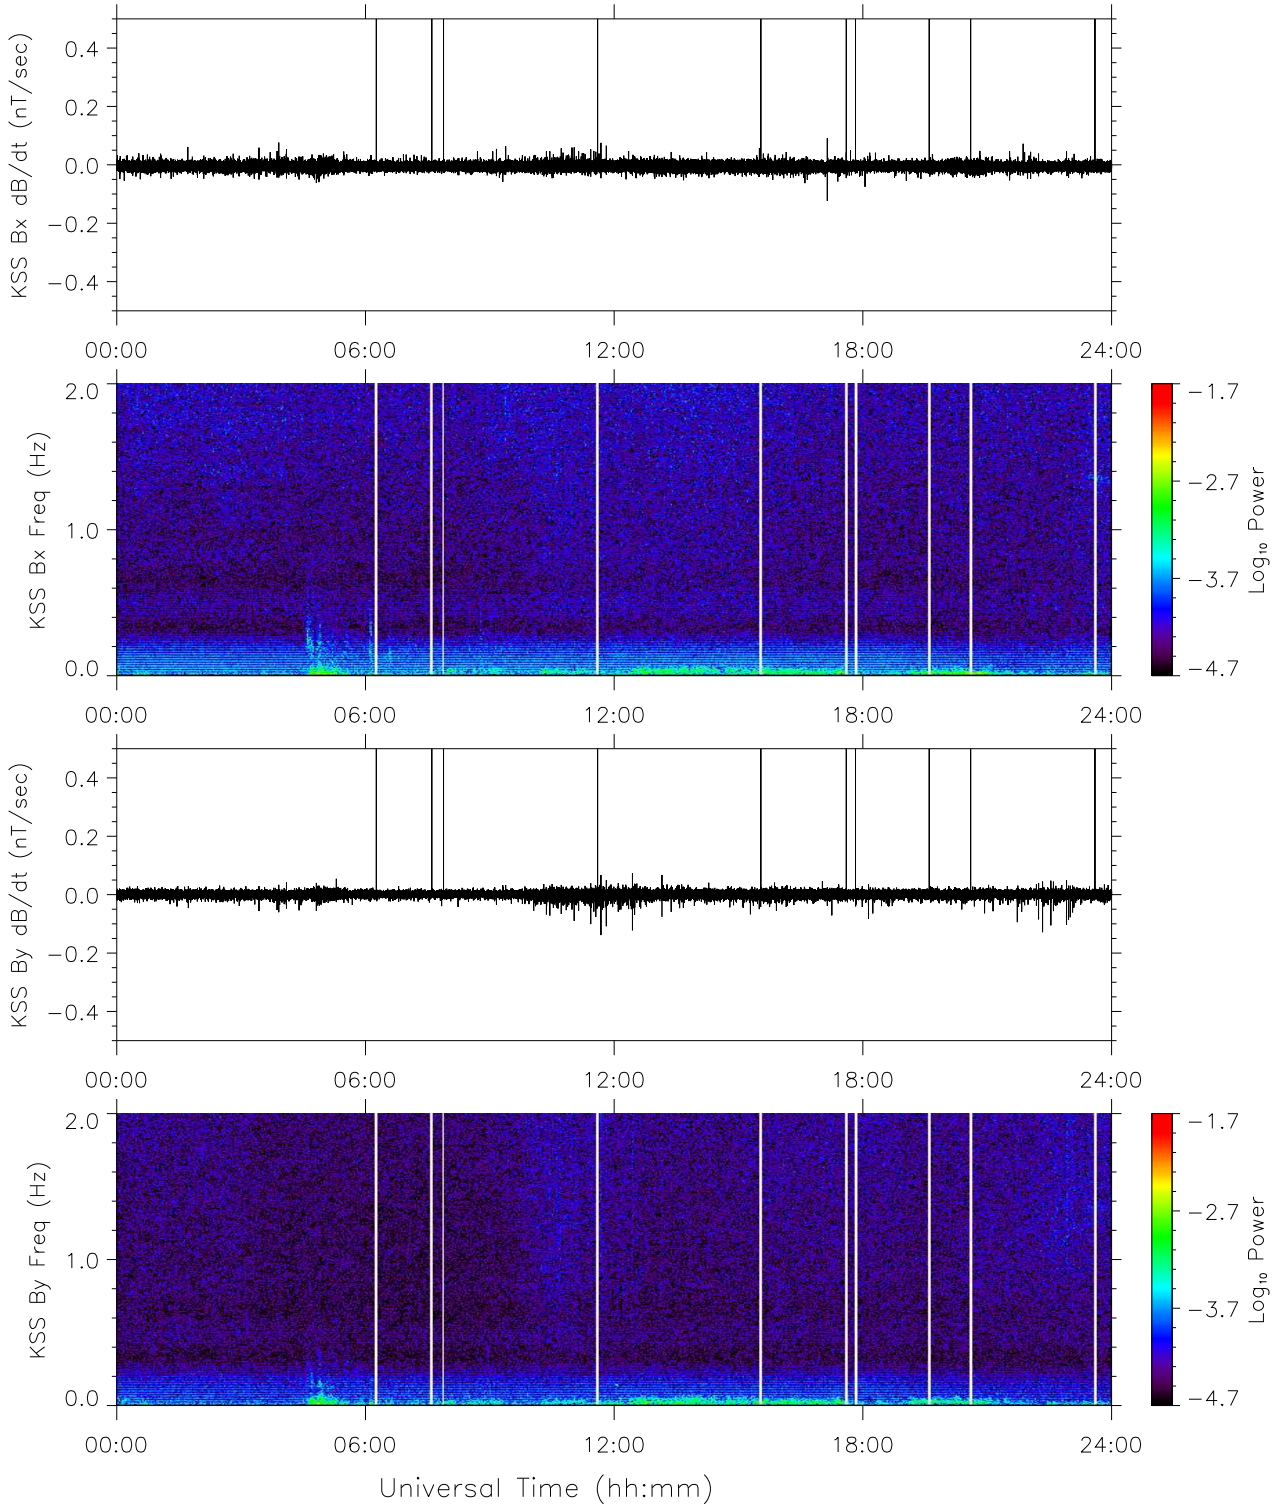 KSS Bx dB/dt (nT/sec)
0.4
0.2
0.0
−0.2
−0.4
00:00 06:00 12:00 18:00 24:00
KSS Bx Freq (Hz)
2.0
1.0
0.0
−1.7
−2.7
−3.7
−4.7
Log₁₀ Power
00:00 06:00 12:00 18:00 24:00
KSS By dB/dt (nT/sec)
0.4
0.2
0.0
−0.2
−0.4
00:00 06:00 12:00 18:00 24:00
KSS By Freq (Hz)
2.0
1.0
0.0
−1.7
−2.7
−3.7
−4.7
Log₁₀ Power
00:00 06:00 12:00 18:00 24:00
Universal Time (hh:mm)